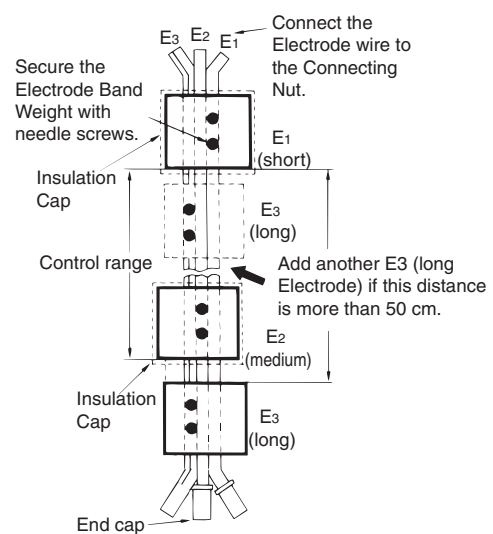 E3 E2 E1
Connect the
Electrode wire to
the Connecting
Nut.
Secure the
Electrode Band
Weight with
needle screws.
E1
(short)
Insulation
Cap
E3
(long)
Control range
Add another E3 (long
Electrode) if this distance
is more than 50 cm.
E2
(medium)
Insulation
Cap
E3
(long)
End cap